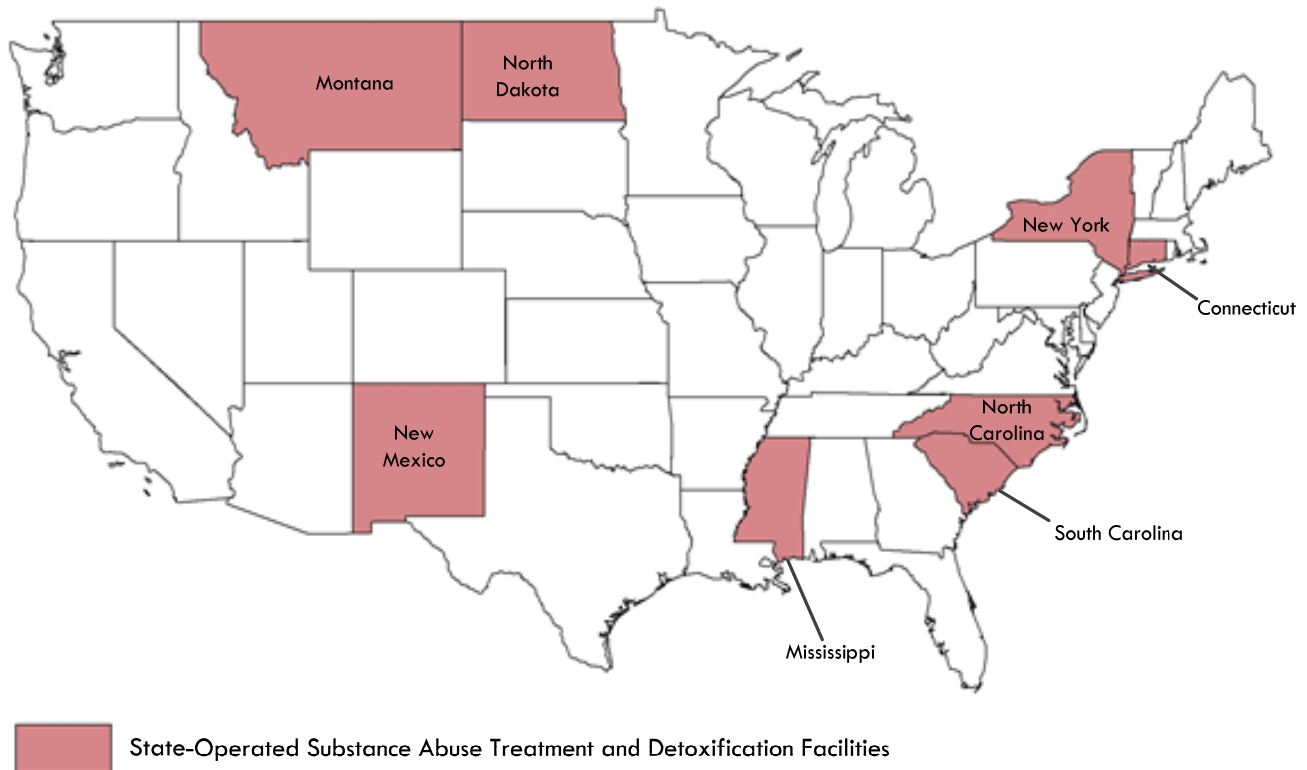 Montana
North
Dakota
New York
Connecticut
North
Carolina
New
Mexico
South Carolina
Mississippi
State-Operated Substance Abuse Treatment and Detoxification Facilities